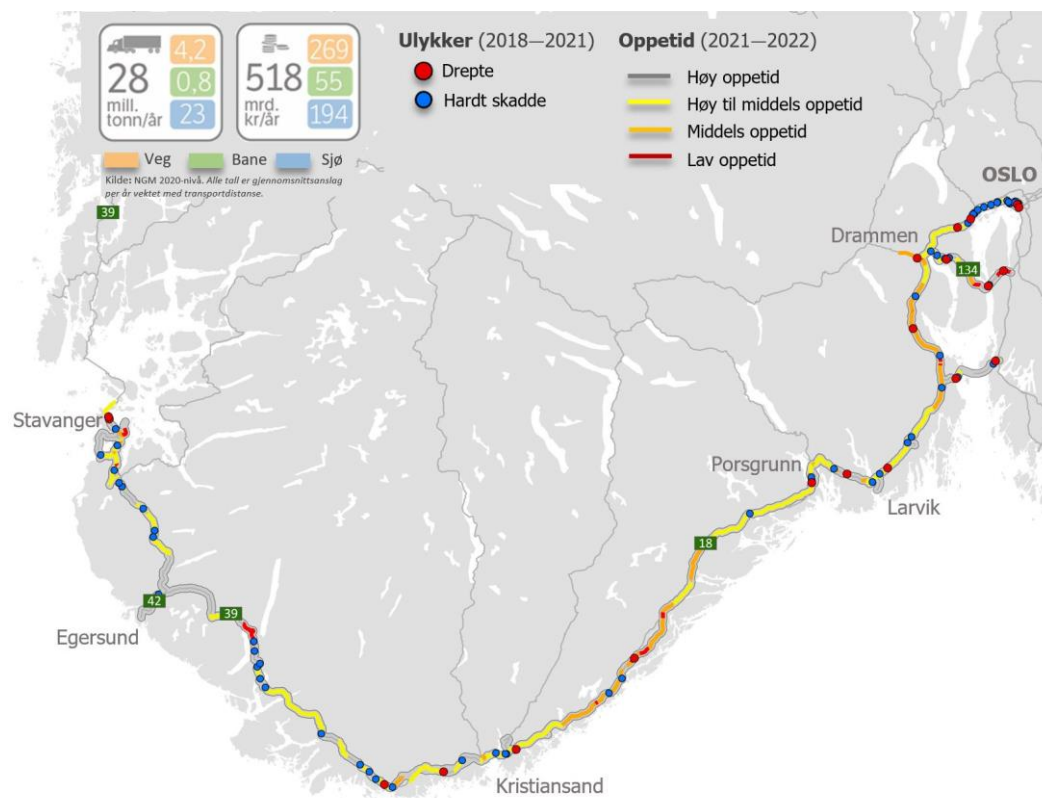 28
mill.
tonn/år
4,2
0,8
23
518
mrd.
kr/år
269
55
194
Veg
Bane
Sjø
Kilde: NGM 2020-nivå. Alle tall er gjennomsnittsanslag
per år vektet med transportdistanse.
Ulykker (2018—2021)
Drepte
Hardt skadde
Oppetid (2021—2022)
Høy oppetid
Høy til middels oppetid
Middels oppetid
Lav oppetid
39
OSLO
Drammen
134
Stavanger
Porsgrunn
Larvik
18
42
39
Egersund
Kristiansand